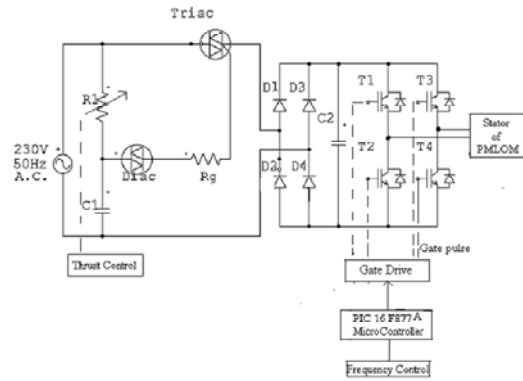 Triac
D1 D3
T1 T3
R1
C2
230V
50Hz
A.C.
Stator
of
PMLOM
Diac
Rg
D2 D4
T2 T4
C1
Gate pulse
Thrust Control
Gate Drive
PIC 16 F877A
MicroController
Frequency Control